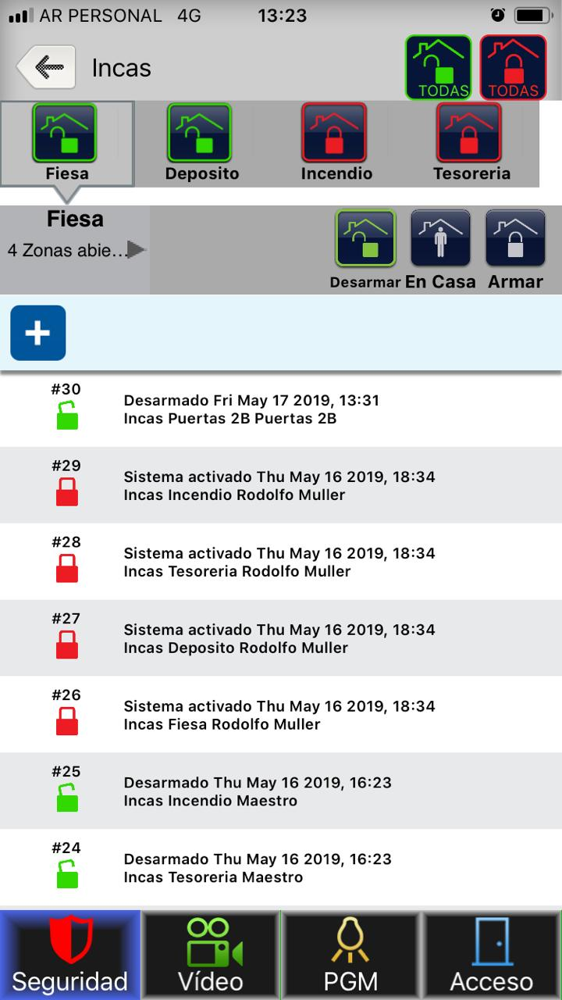 AR PERSONAL 4G 13:23
Incas
TODAS TODAS
Fiesa Deposito Incendio Tesoreria
Fiesa
4 Zonas abie...
Desarmar En Casa Armar
#30
Desarmado Fri May 17 2019, 13:31
Incas Puertas 2B Puertas 2B
#29
Sistema activado Thu May 16 2019, 18:34
Incas Incendio Rodolfo Muller
#28
Sistema activado Thu May 16 2019, 18:34
Incas Tesoreria Rodolfo Muller
#27
Sistema activado Thu May 16 2019, 18:34
Incas Deposito Rodolfo Muller
#26
Sistema activado Thu May 16 2019, 18:34
Incas Fiesa Rodolfo Muller
#25
Desarmado Thu May 16 2019, 16:23
Incas Incendio Maestro
#24
Desarmado Thu May 16 2019, 16:23
Incas Tesoreria Maestro
Seguridad Vídeo PGM Acceso